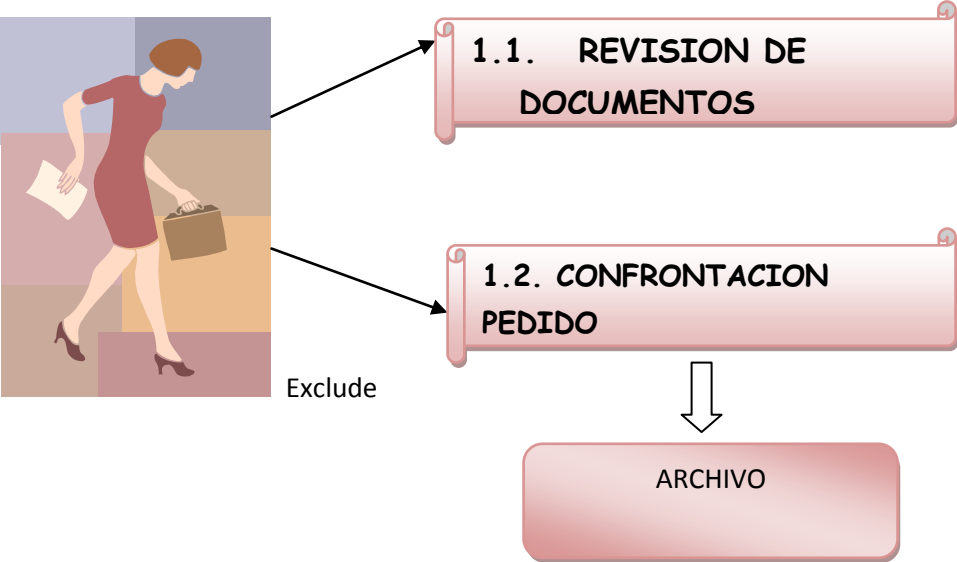 1.1. REVISION DE
DOCUMENTOS
1.2. CONFRONTACION
PEDIDO
Exclude
ARCHIVO